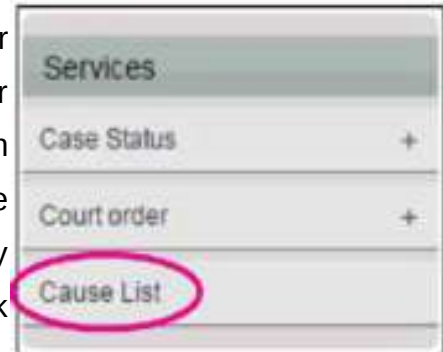 r
Services
r
n
Case Status +
e
Court order +
y
Cause List
k